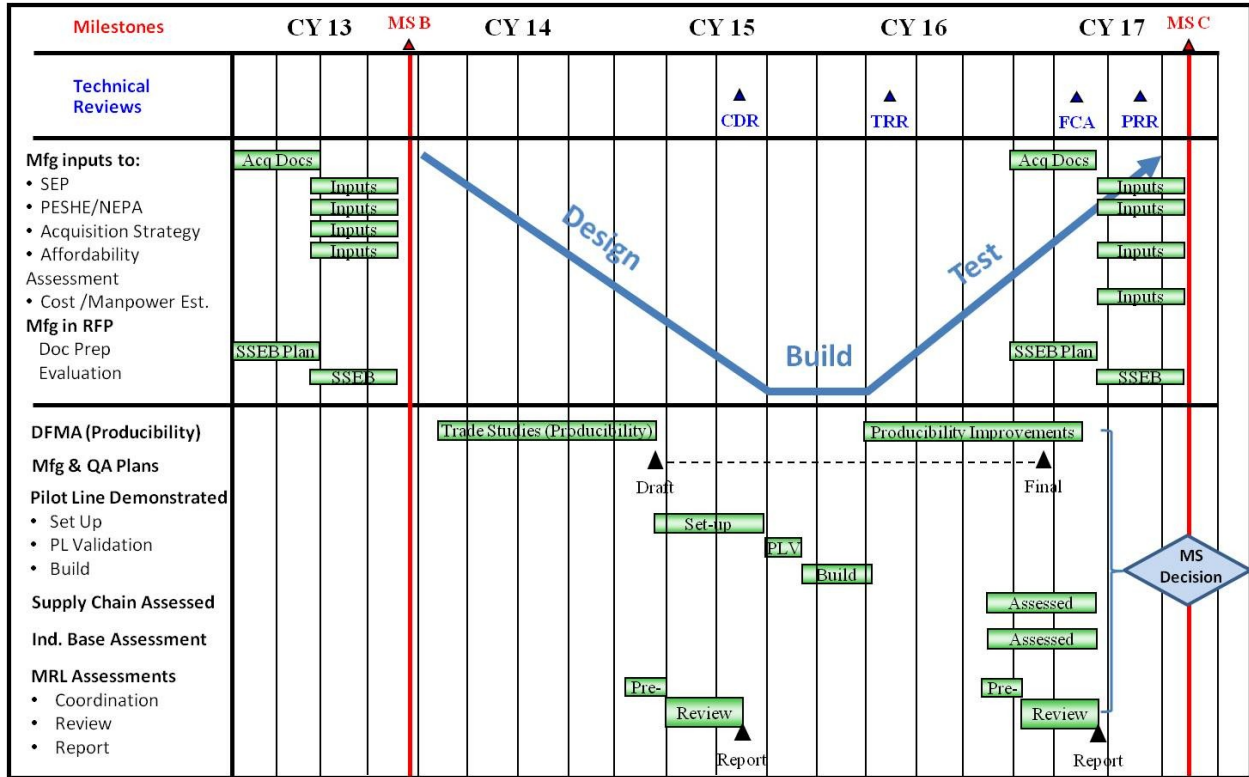 Milestones
CY 13
MS B
CY 14
CY 15
CY 16
CY 17
MS C
Technical
Reviews
CDR
TRR
FCA
PRR
Mfg inputs to:
Acq Docs
Acq Docs
• SEP
Inputs
Inputs
• PESHE/NEPA
Inputs
Inputs
• Acquisition Strategy
Inputs
• Affordability
Inputs
Inputs
Assessment
• Cost /Manpower Est.
Inputs
Design
Build
Test
Mfg in RFP
Doc Prep
SSEB Plan
SSEB Plan
Evaluation
SSEB
SSEB
DFMA (Producibility)
Trade Studies (Producibility)
Producibility Improvements
Mfg & QA Plans
Draft
Final
Pilot Line Demonstrated
• Set Up
Set-up
• PL Validation
PLV
• Build
Build
MS
Decision
Supply Chain Assessed
Assessed
Ind. Base Assessment
Assessed
MRL Assessments
Pre-
Pre-
• Coordination
• Review
Review
Review
• Report
Report
Report